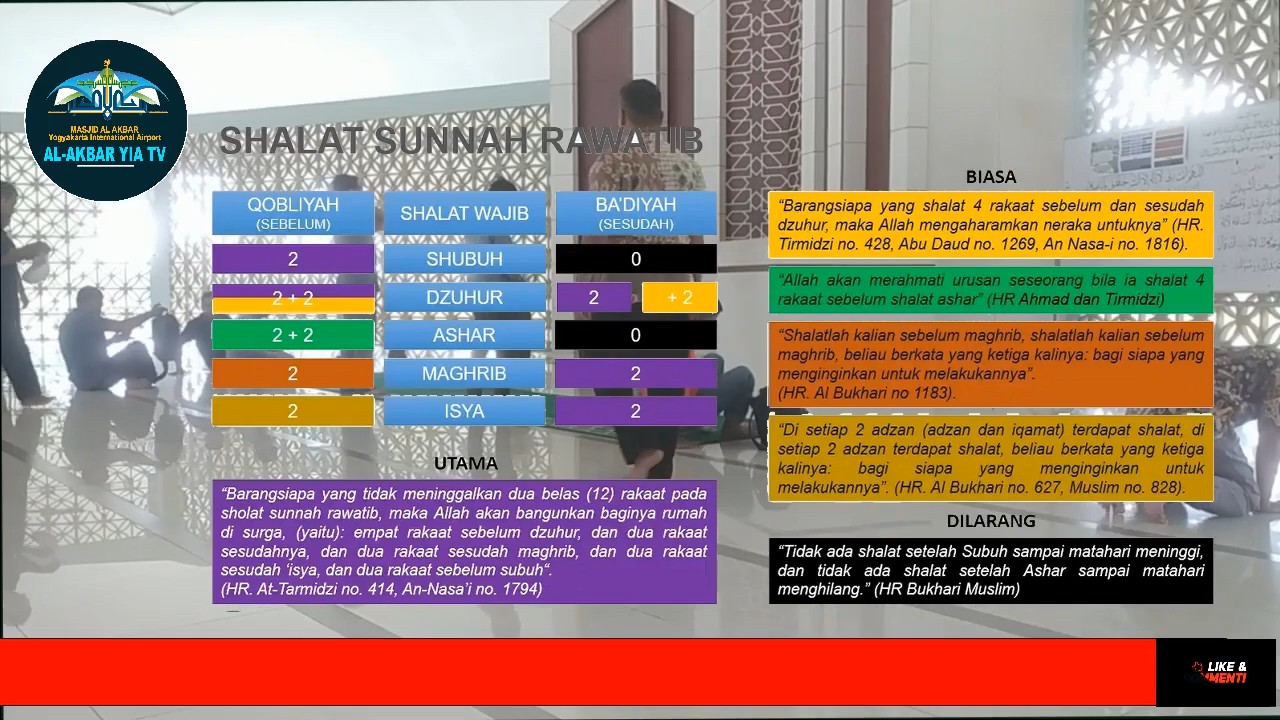 MASJID AL AKBAR
Yogyakarta International Airport
AL-AKBAR YIA TV
SHALAT SUNNAH RAWATIB
QOBLIYAH
(SEBELUM)
SHALAT WAJIB
BA'DIYAH
(SESUDAH)
2 SHUBUH 0
2 + 2 DZUHUR 2 + 2
2 + 2 ASHAR 0
2 MAGHRIB 2
2 ISYA 2
UTAMA
“Barangsiapa yang tidak meninggalkan dua belas (12) rakaat pada
sholat sunnah rawatib, maka Allah akan bangunkan baginya rumah
di surga, (yaitu): empat rakaat sebelum dzuhur, dan dua rakaat
sesudahnya, dan dua rakaat sesudah maghrib, dan dua rakaat
sesudah ‘isya, dan dua rakaat sebelum subuh“.
(HR. At-Tarmidzi no. 414, An-Nasa’i no. 1794)
BIASA
“Barangsiapa yang shalat 4 rakaat sebelum dan sesudah
dzuhur, maka Allah mengaharamkan neraka untuknya” (HR.
Tirmidzi no. 428, Abu Daud no. 1269, An Nasa-i no. 1816).
“Allah akan merahmati urusan seseorang bila ia shalat 4
rakaat sebelum shalat ashar” (HR Ahmad dan Tirmidzi)
“Shalatlah kalian sebelum maghrib, shalatlah kalian sebelum
maghrib, beliau berkata yang ketiga kalinya: bagi siapa yang
menginginkan untuk melakukannya”.
(HR. Al Bukhari no 1183).
“Di setiap 2 adzan (adzan dan iqamat) terdapat shalat, di
setiap 2 adzan terdapat shalat, beliau berkata yang ketiga
kalinya: bagi siapa yang menginginkan untuk
melakukannya”. (HR. Al Bukhari no. 627, Muslim no. 828).
DILARANG
“Tidak ada shalat setelah Subuh sampai matahari meninggi,
dan tidak ada shalat setelah Ashar sampai matahari
menghilang.” (HR Bukhari Muslim)
LIKE &